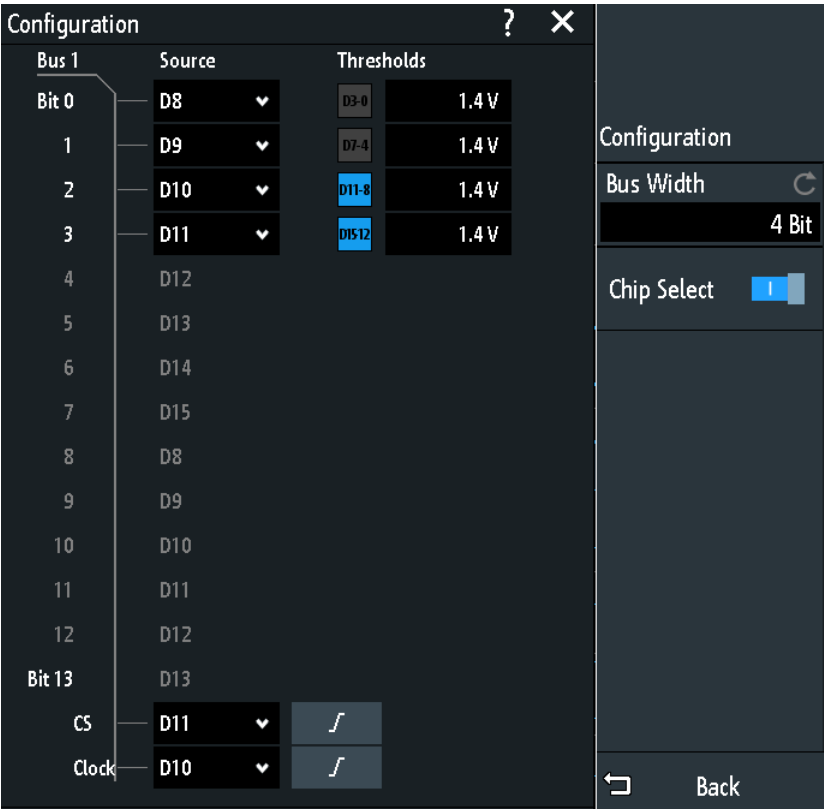 Configuration ? ✕
Bus 1 Source Thresholds
Bit 0 D8 D3-0 1.4 V
1 D9 D7-4 1.4 V
2 D10 D11-8 1.4 V
3 D11 D15-12 1.4 V
4 D12
5 D13
6 D14
7 D15
8 D8
9 D9
10 D10
11 D11
12 D12
Bit 13 D13
CS D11
Clock D10
Configuration
Bus Width
4 Bit
Chip Select I
Back